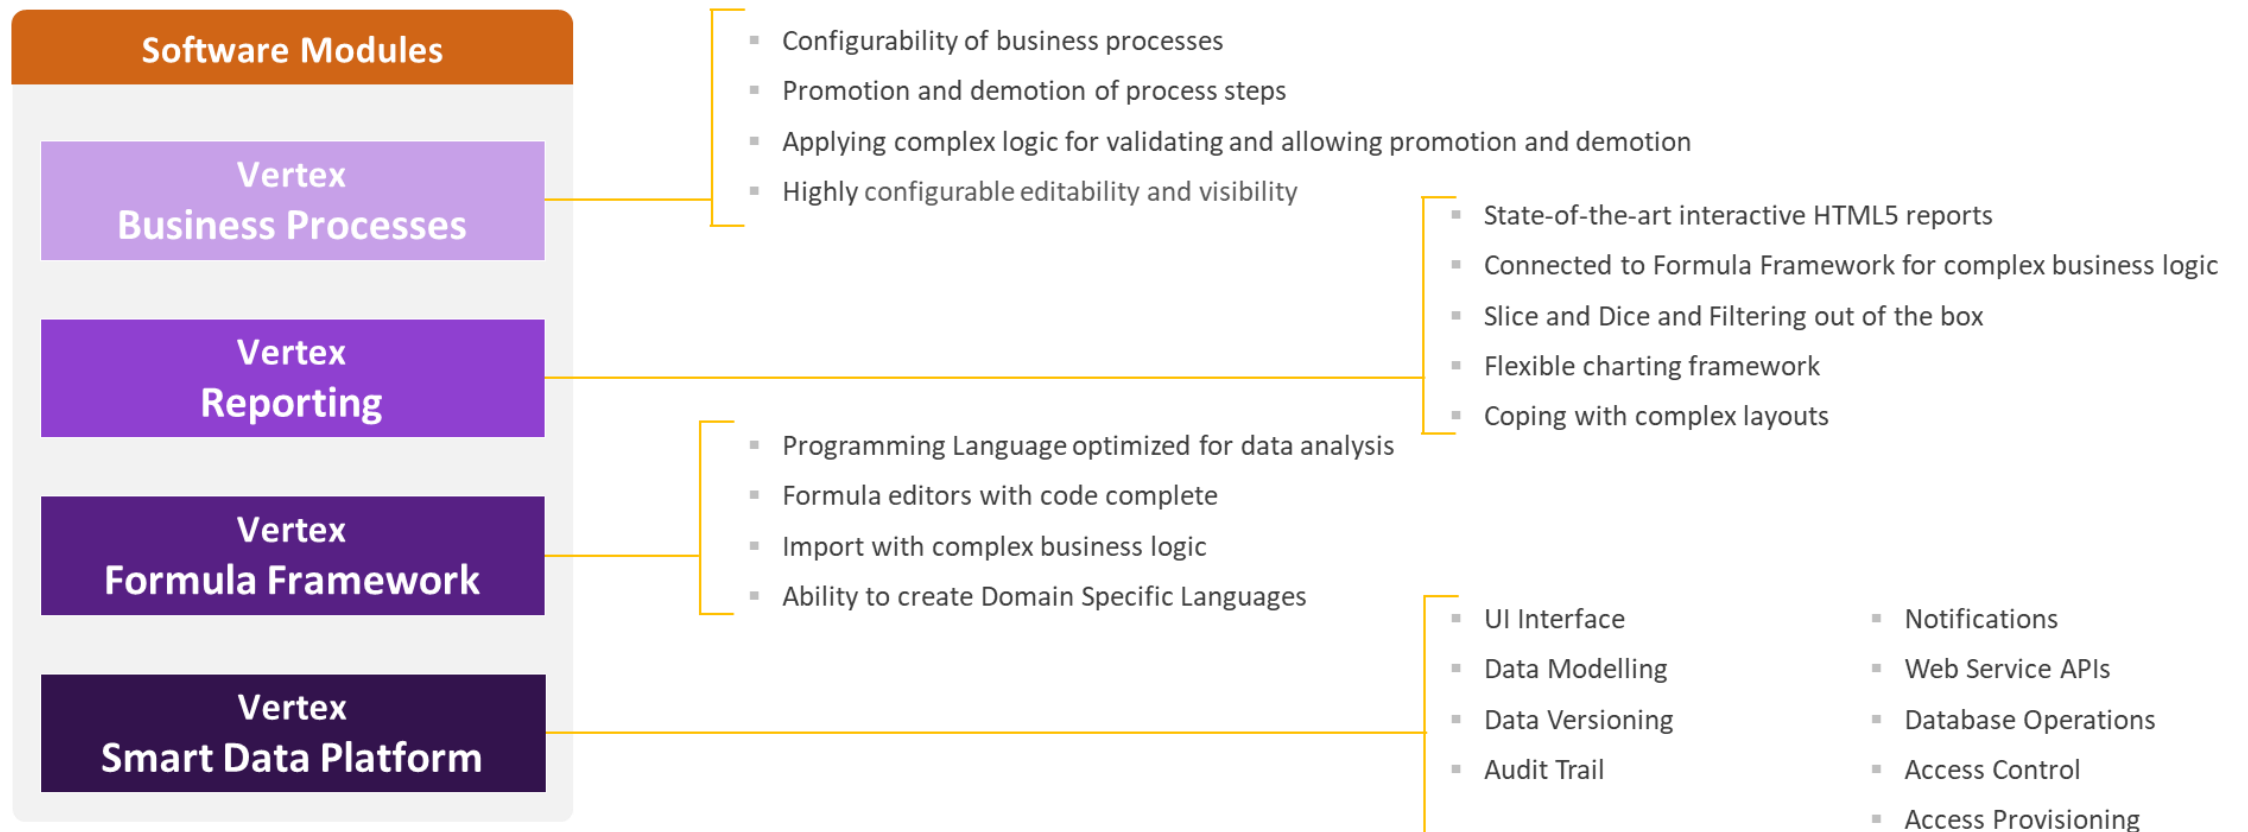 Software Modules
Vertex
Business Processes
Configurability of business processes
Promotion and demotion of process steps
Applying complex logic for validating and allowing promotion and demotion
Highly configurable editability and visibility
Vertex
Reporting
State-of-the-art interactive HTML5 reports
Connected to Formula Framework for complex business logic
Slice and Dice and Filtering out of the box
Flexible charting framework
Coping with complex layouts
Vertex
Formula Framework
Programming Language optimized for data analysis
Formula editors with code complete
Import with complex business logic
Ability to create Domain Specific Languages
Vertex
Smart Data Platform
UI Interface
Data Modelling
Data Versioning
Audit Trail
Notifications
Web Service APIs
Database Operations
Access Control
Access Provisioning